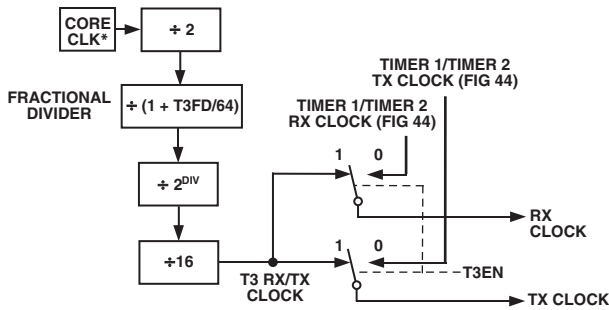 CORE
CLK*
÷ 2
FRACTIONAL
DIVIDER
÷ (1 + T3FD/64)
÷ 2DIV
÷16
T3 RX/TX
CLOCK
TIMER 1/TIMER 2
TX CLOCK (FIG 44)
TIMER 1/TIMER 2
RX CLOCK (FIG 44)
1 0
RX
CLOCK
1 0
T3EN
TX CLOCK